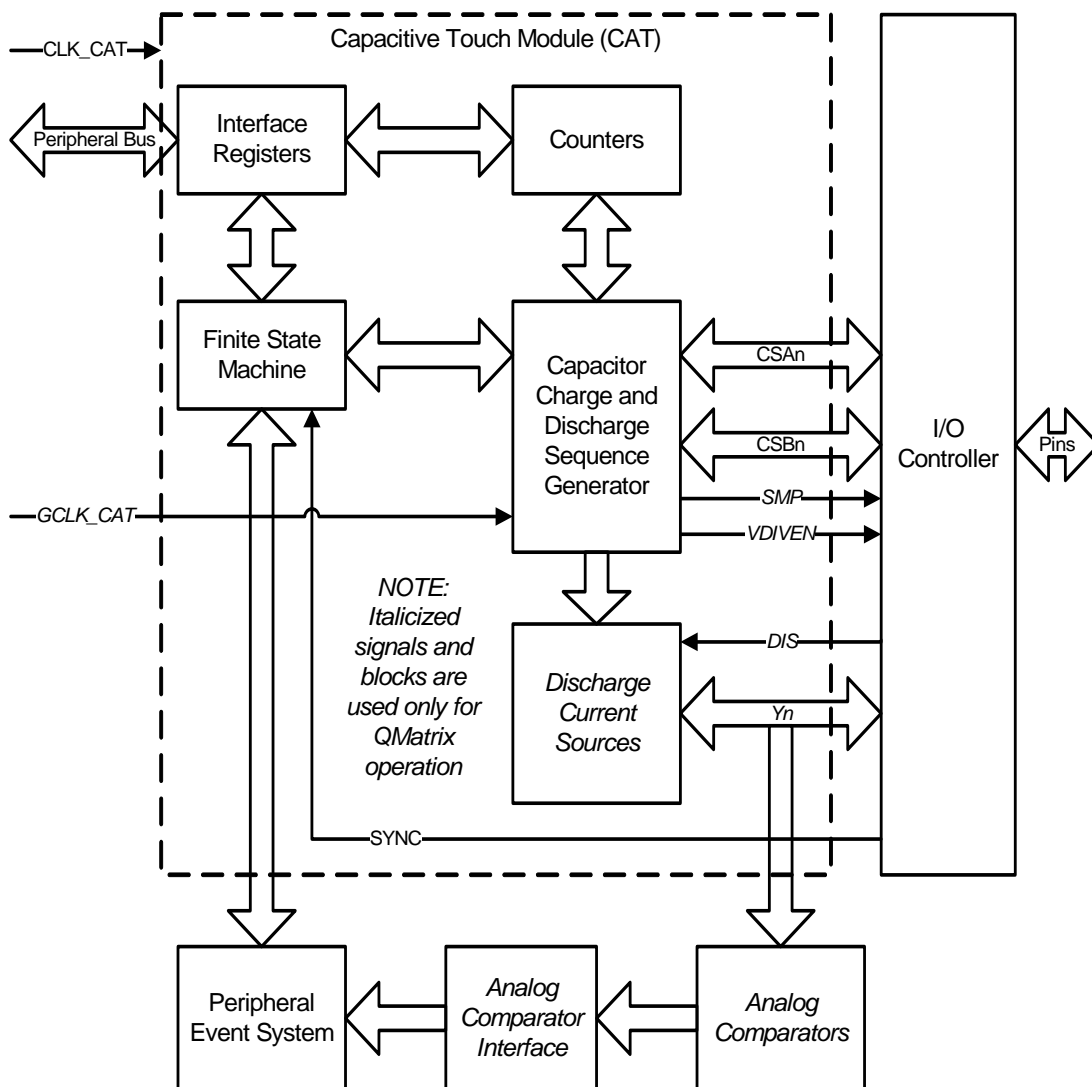 Capacitive Touch Module (CAT)
CLK_CAT
Interface
Registers
Counters
Peripheral Bus
Finite State
Machine
Capacitor
Charge and
Discharge
Sequence
Generator
CSAn
CSBn
SMP
VDIVEN
I/O
Controller
Pins
GCLK_CAT
NOTE:
Italicized
signals and
blocks are
used only for
QMatrix
operation
Discharge
Current
Sources
DIS
Yn
SYNC
Peripheral
Event System
Analog
Comparator
Interface
Analog
Comparators